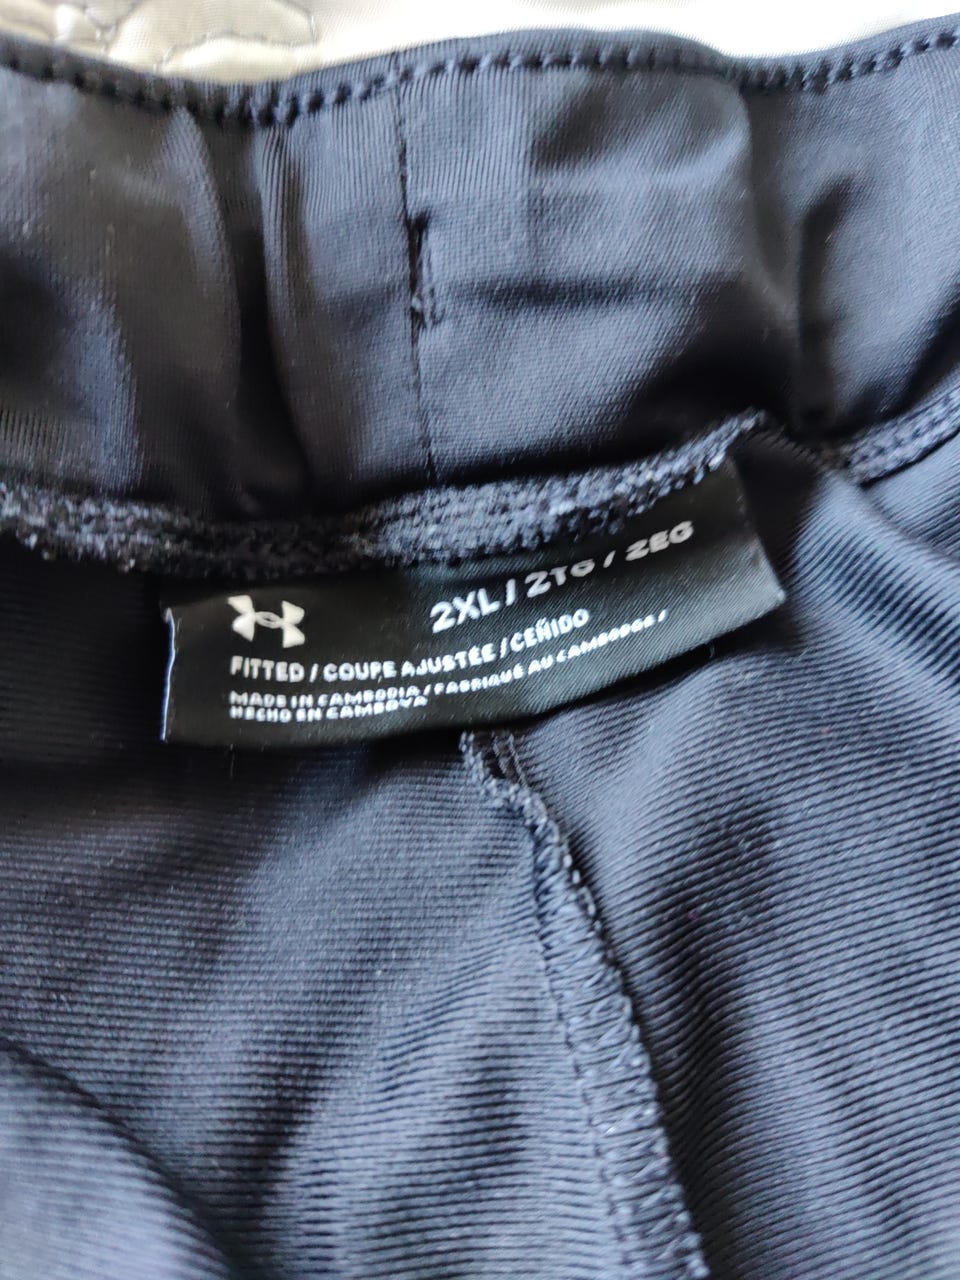 2XL / 2TG / 2EG
FITTED / COUPE AJUSTÉE / CEÑIDO
MADE IN CAMBODIA / FABRIQUÉ AU CAMBODGE /
HECHO EN CAMBOYA